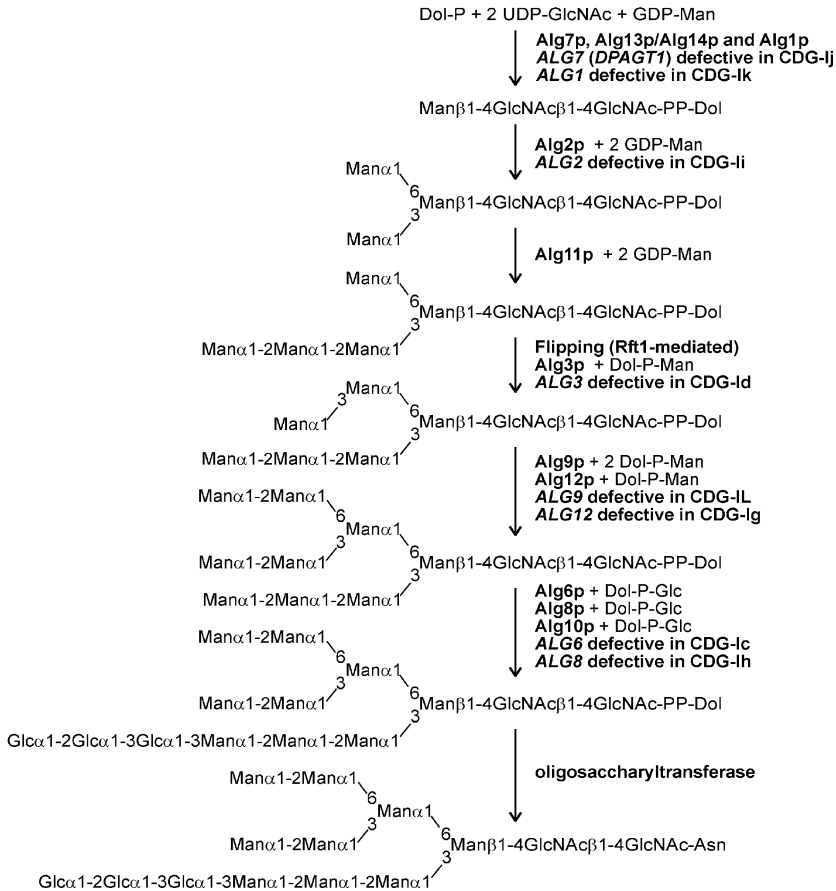 Dol-P + 2 UDP-GlcNAc + GDP-Man
Alg7p, Alg13p/Alg14p and Alg1p
ALG7 (DPAGT1) defective in CDG-Ij
ALG1 defective in CDG-Ik
Manβ1-4GlcNAcβ1-4GlcNAc-PP-Dol
Alg2p + 2 GDP-Man
ALG2 defective in CDG-Ii
Manα1
6
Manβ1-4GlcNAcβ1-4GlcNAc-PP-Dol
3
Manα1
Alg11p + 2 GDP-Man
Manα1
6
Manβ1-4GlcNAcβ1-4GlcNAc-PP-Dol
3
Manα1-2Manα1-2Manα1
Flipping (Rft1-mediated)
Alg3p + Dol-P-Man
ALG3 defective in CDG-Id
Manα1
3
6
Manα1
Manβ1-4GlcNAcβ1-4GlcNAc-PP-Dol
3
Manα1-2Manα1-2Manα1
Alg9p + 2 Dol-P-Man
Alg12p + Dol-P-Man
ALG9 defective in CDG-IL
ALG12 defective in CDG-Ig
Manα1-2Manα1
6
Manα1
3
6
Manα1-2Manα1
Manβ1-4GlcNAcβ1-4GlcNAc-PP-Dol
3
Manα1-2Manα1-2Manα1
Alg6p + Dol-P-Glc
Alg8p + Dol-P-Glc
Alg10p + Dol-P-Glc
ALG6 defective in CDG-Ic
ALG8 defective in CDG-Ih
Manα1-2Manα1
6
Manα1
3
6
Manα1-2Manα1
Manβ1-4GlcNAcβ1-4GlcNAc-PP-Dol
3
Glcα1-2Glcα1-3Glcα1-3Manα1-2Manα1-2Manα1
oligosaccharyltransferase
Manα1-2Manα1
6
Manα1
3
6
Manα1-2Manα1
Manβ1-4GlcNAcβ1-4GlcNAc-Asn
3
Glcα1-2Glcα1-3Glcα1-3Manα1-2Manα1-2Manα1